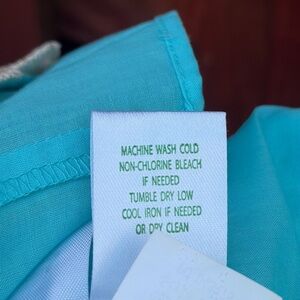 MACHINE WASH COLD
NON-CHLORINE BLEACH
IF NEEDED
TUMBLE DRY LOW
COOL IRON IF NEEDED
OR DRY CLEAN